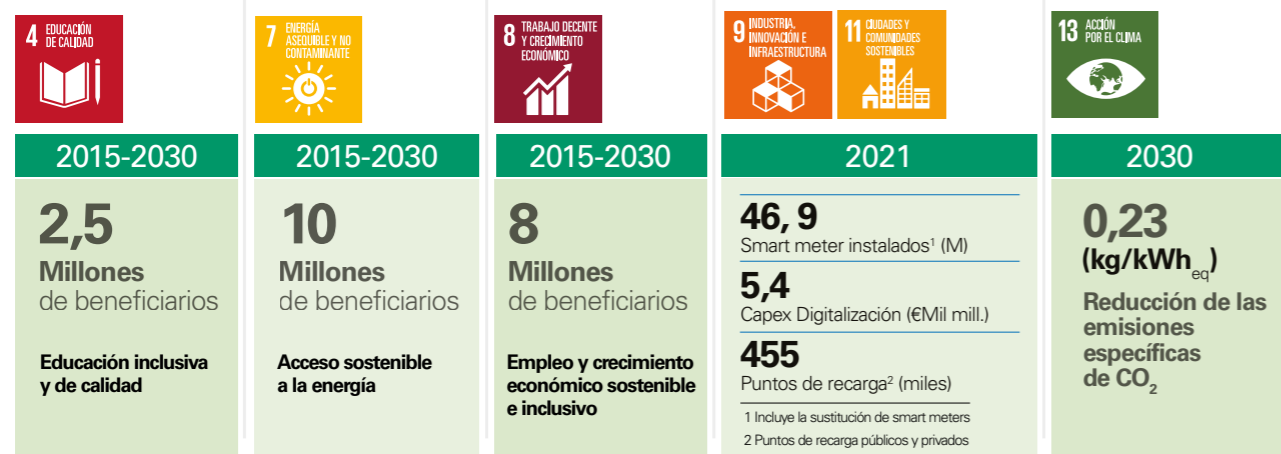 4 EDUCACIÓN
DE CALIDAD
2015-2030
2,5
Millones
de beneficiarios
Educación inclusiva
y de calidad
7 ENERGÍA
ASEQUIBLE Y NO
CONTAMINANTE
2015-2030
10
Millones
de beneficiarios
Acceso sostenible
a la energía
8 TRABAJO DECENTE
Y CRECIMIENTO
ECONÓMICO
2015-2030
8
Millones
de beneficiarios
Empleo y crecimiento
económico sostenible
e inclusivo
9 INDUSTRIA,
INNOVACIÓN E
INFRAESTRUCTURA
11 CIUDADES Y
COMUNIDADES
SOSTENIBLES
2021
46, 9
Smart meter instalados¹ (M)
5,4
Capex Digitalización (€Mil mill.)
455
Puntos de recarga² (miles)
1 Incluye la sustitución de smart meters
2 Puntos de recarga públicos y privados
13 ACCIÓN
POR EL CLIMA
2030
0,23
(kg/kWh eq)
Reducción de las
emisiones
específicas
de CO₂